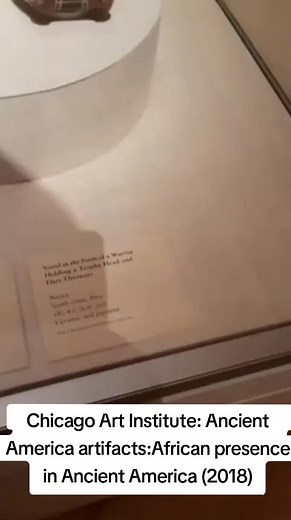 Vessel in the Form of a Warrior
Holding a Trophy Head and
Dart Thrower
Nazca
South coast, Peru
Ceramic and pigment
Chicago Art Institute: Ancient
America artifacts:African presence
in Ancient America (2018)